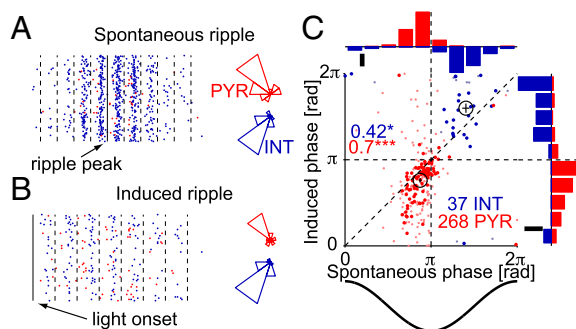 A
Spontaneous ripple
PYR
INT
ripple peak
B
Induced ripple
light onset
C
2π
Induced phase [rad]
π
0
0.42*
0.7***
37 INT
268 PYR
0 π 2π
Spontaneous phase [rad]